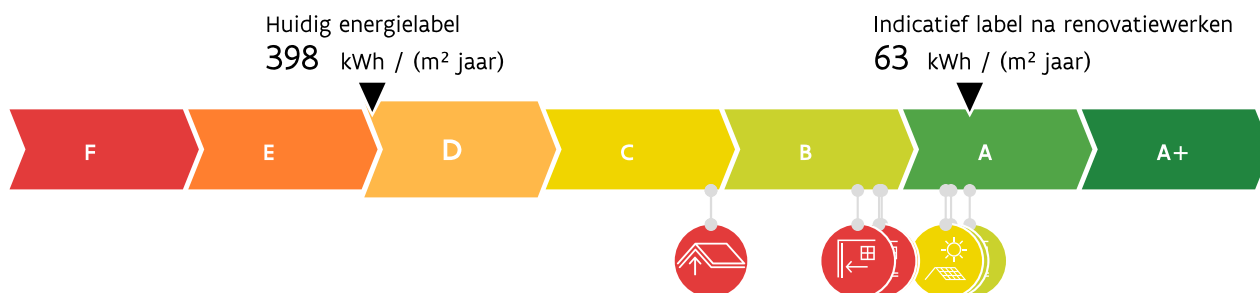 Huidig energielabel
398 kWh / (m² jaar)
Indicatief label na renovatiewerken
63 kWh / (m² jaar)
F E D C B A A+